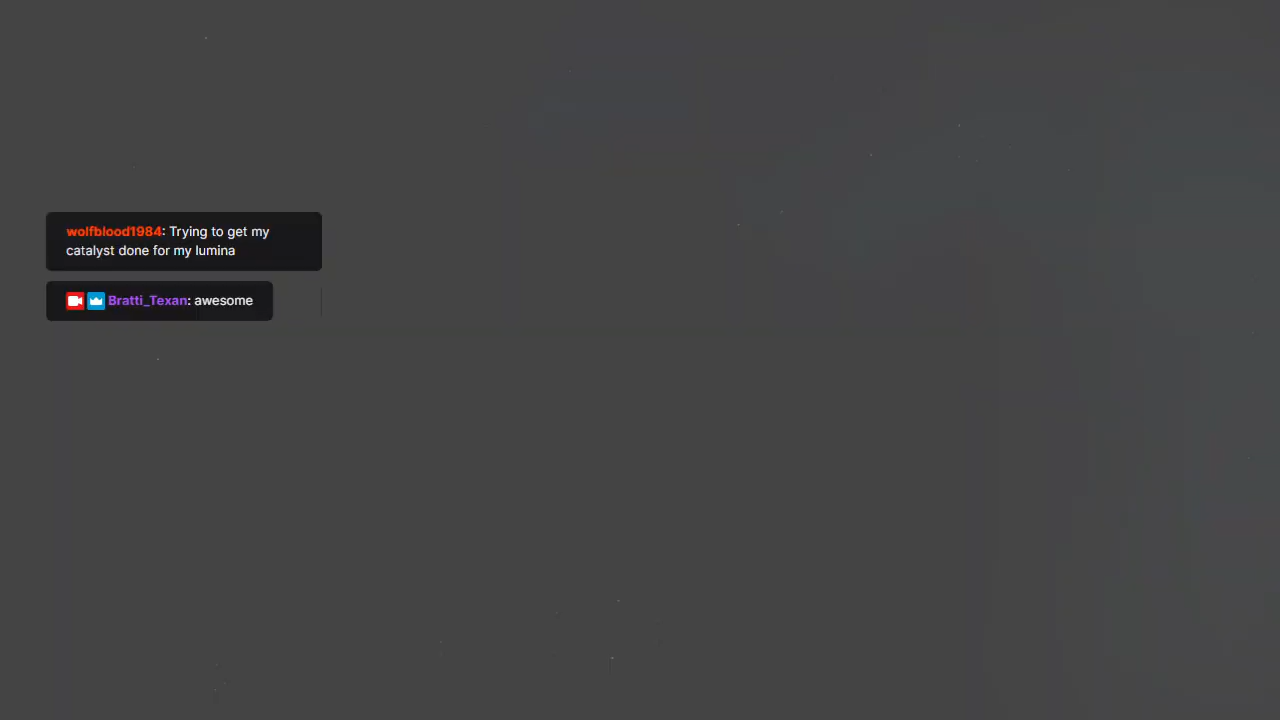 wolfblood1984: Trying to get my
catalyst done for my lumina
Bratti_Texan: awesome